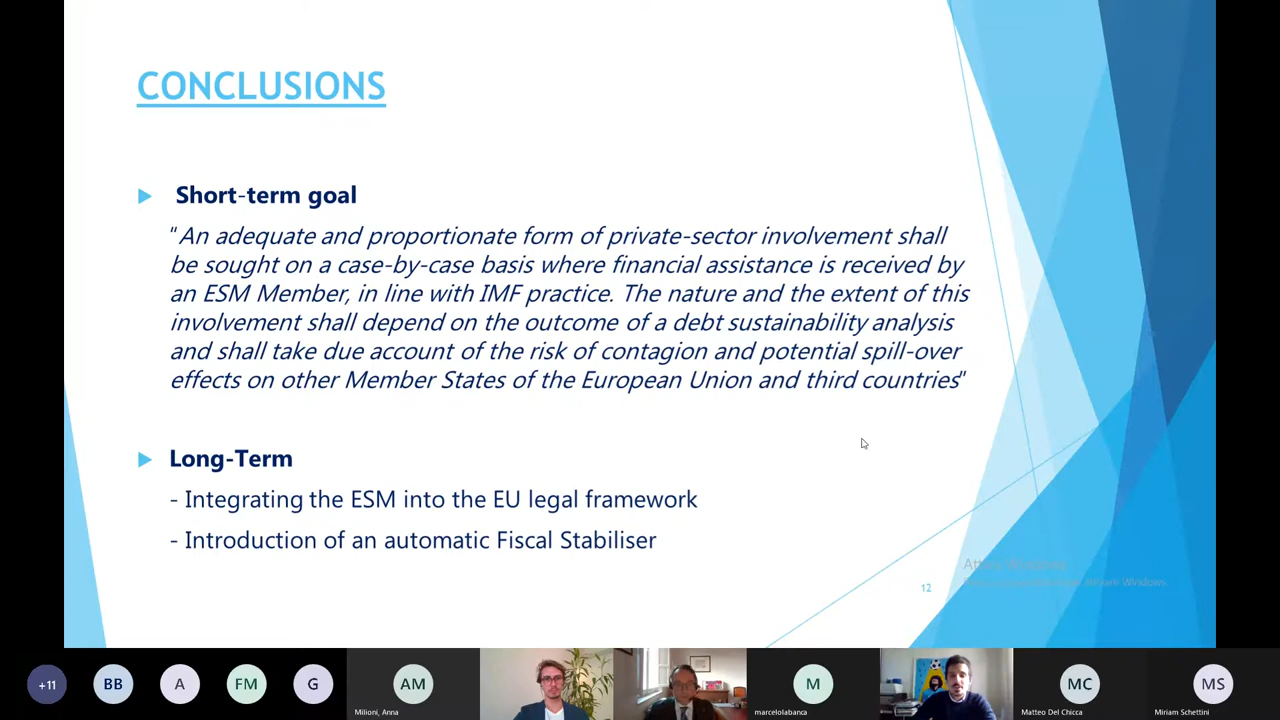 CONCLUSIONS
Short-term goal
"An adequate and proportionate form of private-sector involvement shall
be sought on a case-by-case basis where financial assistance is received by
an ESM Member, in line with IMF practice. The nature and the extent of this
involvement shall depend on the outcome of a debt sustainability analysis
and shall take due account of the risk of contagion and potential spill-over
effects on other Member States of the European Union and third countries"
Long-Term
- Integrating the ESM into the EU legal framework
- Introduction of an automatic Fiscal Stabiliser
Windows
12
+11
BB
A
FM
G
AM
M
MC
MS
Milioni, Anna
marcelolabanca
Matteo Del Chicca
Miriam Schettini